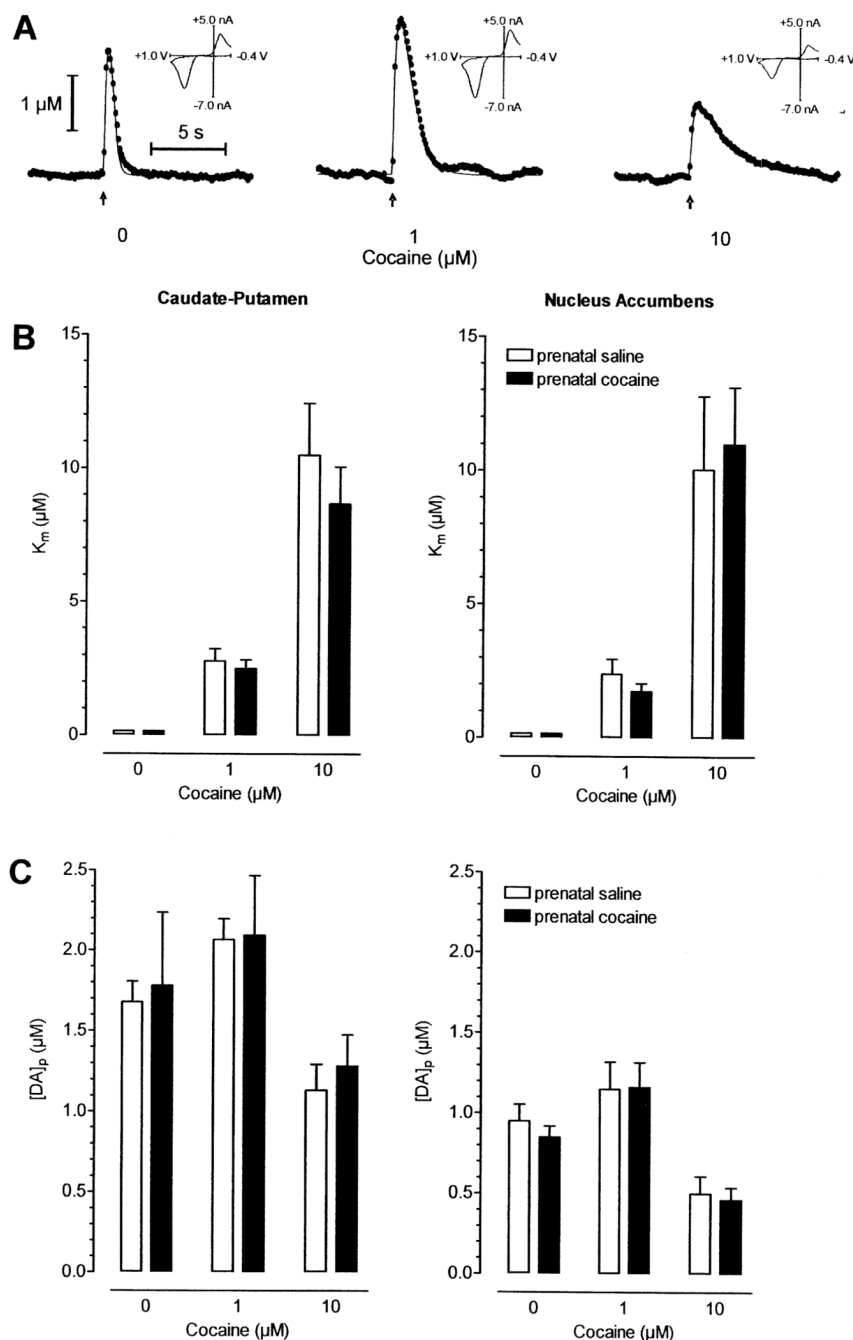 A
+5.0 nA
+1.0 V
-0.4 V
-7.0 nA
+5.0 nA
+1.0 V
-0.4 V
-7.0 nA
+5.0 nA
+1.0 V
-0.4 V
-7.0 nA
1 µM
5 s
0
1
10
Cocaine (µM)
Caudate-Putamen
Nucleus Accumbens
B
15
10
5
0
Km (µM)
0
1
10
Cocaine (µM)
15
10
5
0
Km (µM)
prenatal saline
prenatal cocaine
0
1
10
Cocaine (µM)
C
2.5
2.0
1.5
1.0
0.5
0.0
[DA]p (µM)
0
1
10
Cocaine (µM)
2.5
2.0
1.5
1.0
0.5
0.0
[DA]p (µM)
prenatal saline
prenatal cocaine
0
1
10
Cocaine (µM)